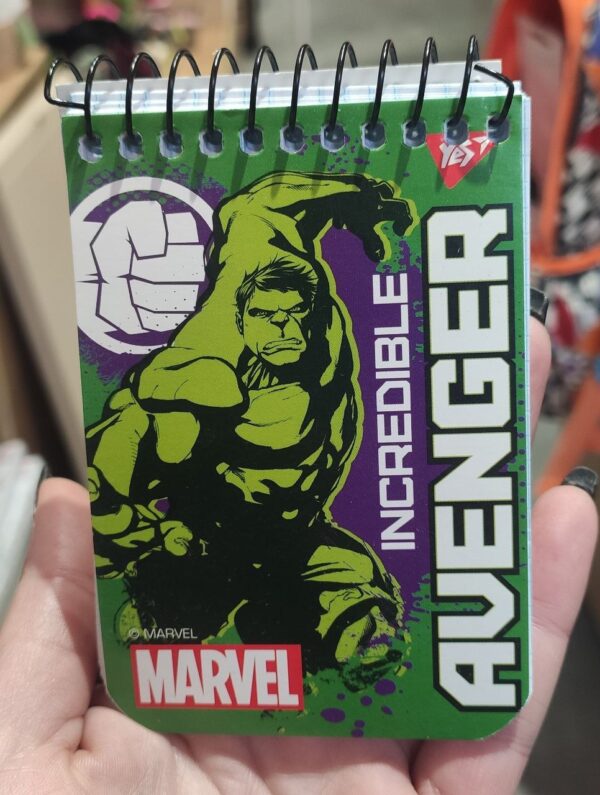 YES
INCREDIBLE
AVENGER
© MARVEL
MARVEL